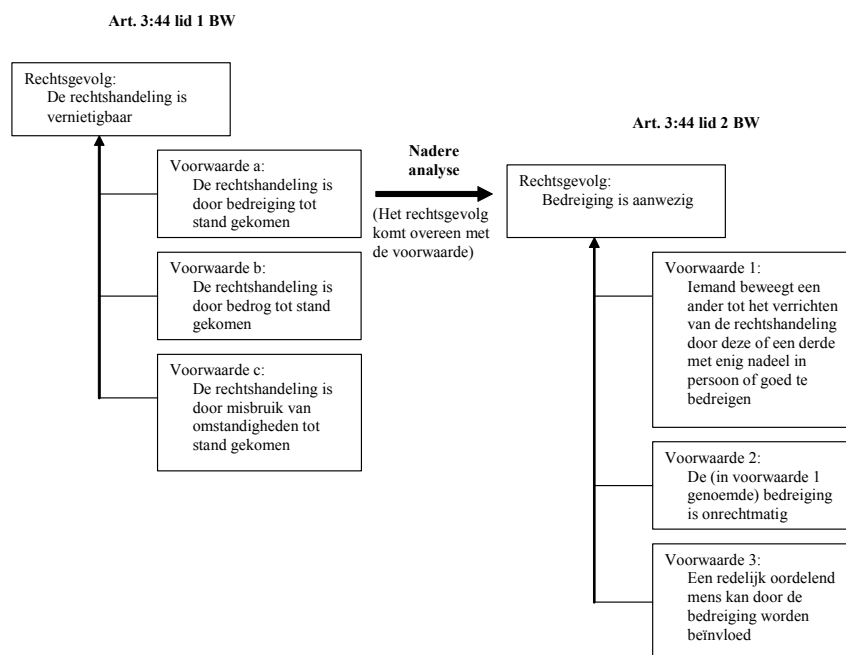 Art. 3:44 lid 1 BW
Rechtsgevolg:
De rechtshandeling is
vernietigbaar
Voorwaarde a:
De rechtshandeling is
door bedreiging tot
stand gekomen
Voorwaarde b:
De rechtshandeling is
door bedrog tot stand
gekomen
Voorwaarde c:
De rechtshandeling is
door misbruik van
omstandigheden tot
stand gekomen
Nadere
analyse
(Het rechtsgevolg
komt overeen met
de voorwaarde)
Art. 3:44 lid 2 BW
Rechtsgevolg:
Bedreiging is aanwezig
Voorwaarde 1:
Iemand beweegt een
ander tot het verrichten
van de rechtshandeling
door deze of een derde
met enig nadeel in
persoon of goed te
bedreigen
Voorwaarde 2:
De (in voorwaarde 1
genoemde) bedreiging
is onrechtmatig
Voorwaarde 3:
Een redelijk oordelend
mens kan door de
bedreiging worden
beïnvloed